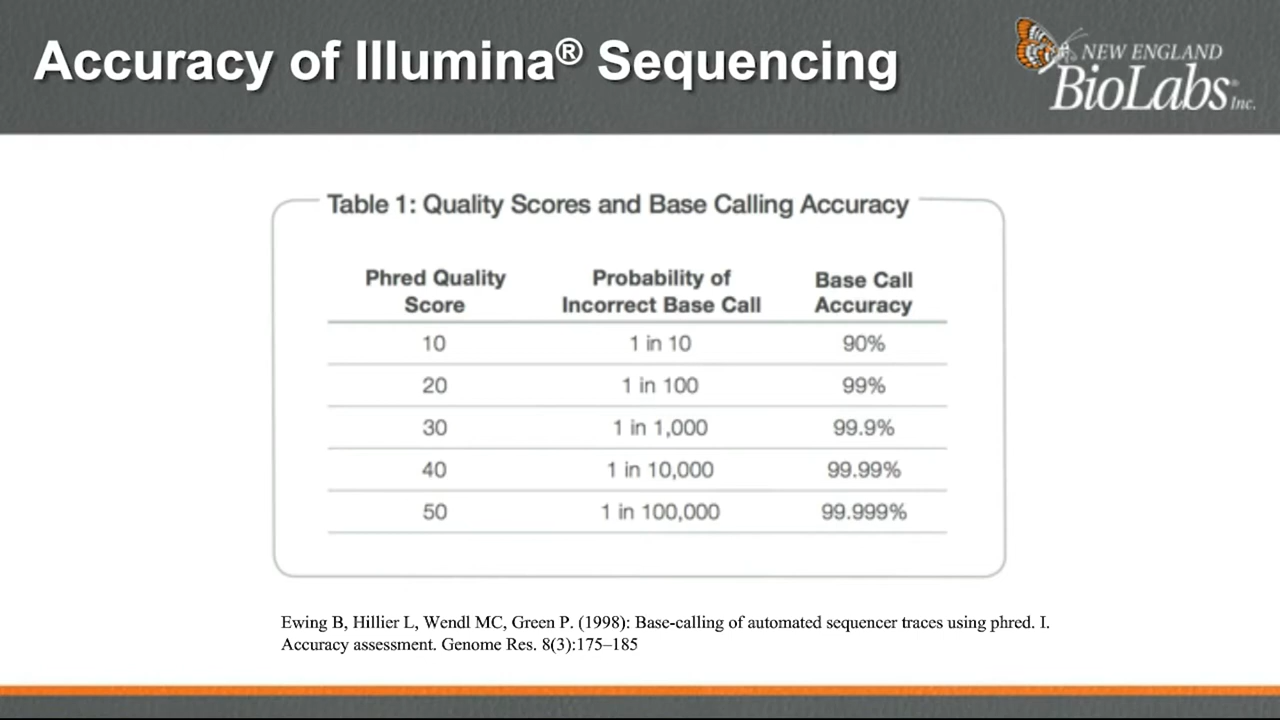 Accuracy of Illumina® Sequencing
NEW ENGLAND
BioLabs® Inc.
Table 1: Quality Scores and Base Calling Accuracy
Phred Quality Score Probability of Incorrect Base Call Base Call Accuracy
10 1 in 10 90%
20 1 in 100 99%
30 1 in 1,000 99.9%
40 1 in 10,000 99.99%
50 1 in 100,000 99.999%
Ewing B, Hillier L, Wendl MC, Green P. (1998): Base-calling of automated sequencer traces using phred. I.
Accuracy assessment. Genome Res. 8(3):175–185